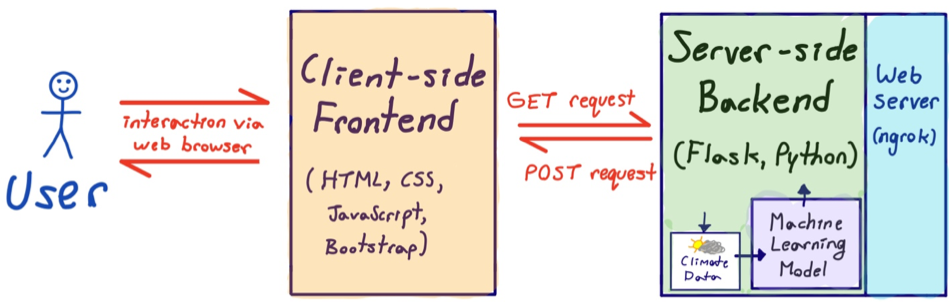 User
interaction via
web browser
Client-side
Frontend
(HTML, CSS,
JavaScript,
Bootstrap)
GET request
POST request
Server-side
Backend
(Flask, Python)
Climate
Data
Machine
Learning
Model
Web
Server
(ngrok)